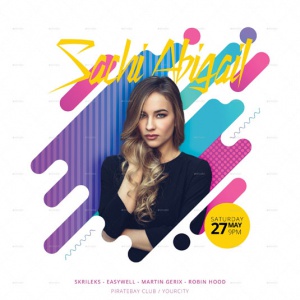 Sachi Abigail
SATURDAY
27 MAY
9PM
SKRILEKS - EASYWELL - MARTIN GERIX - ROBIN HOOD
PIRATEBAY CLUB / YOURCITY